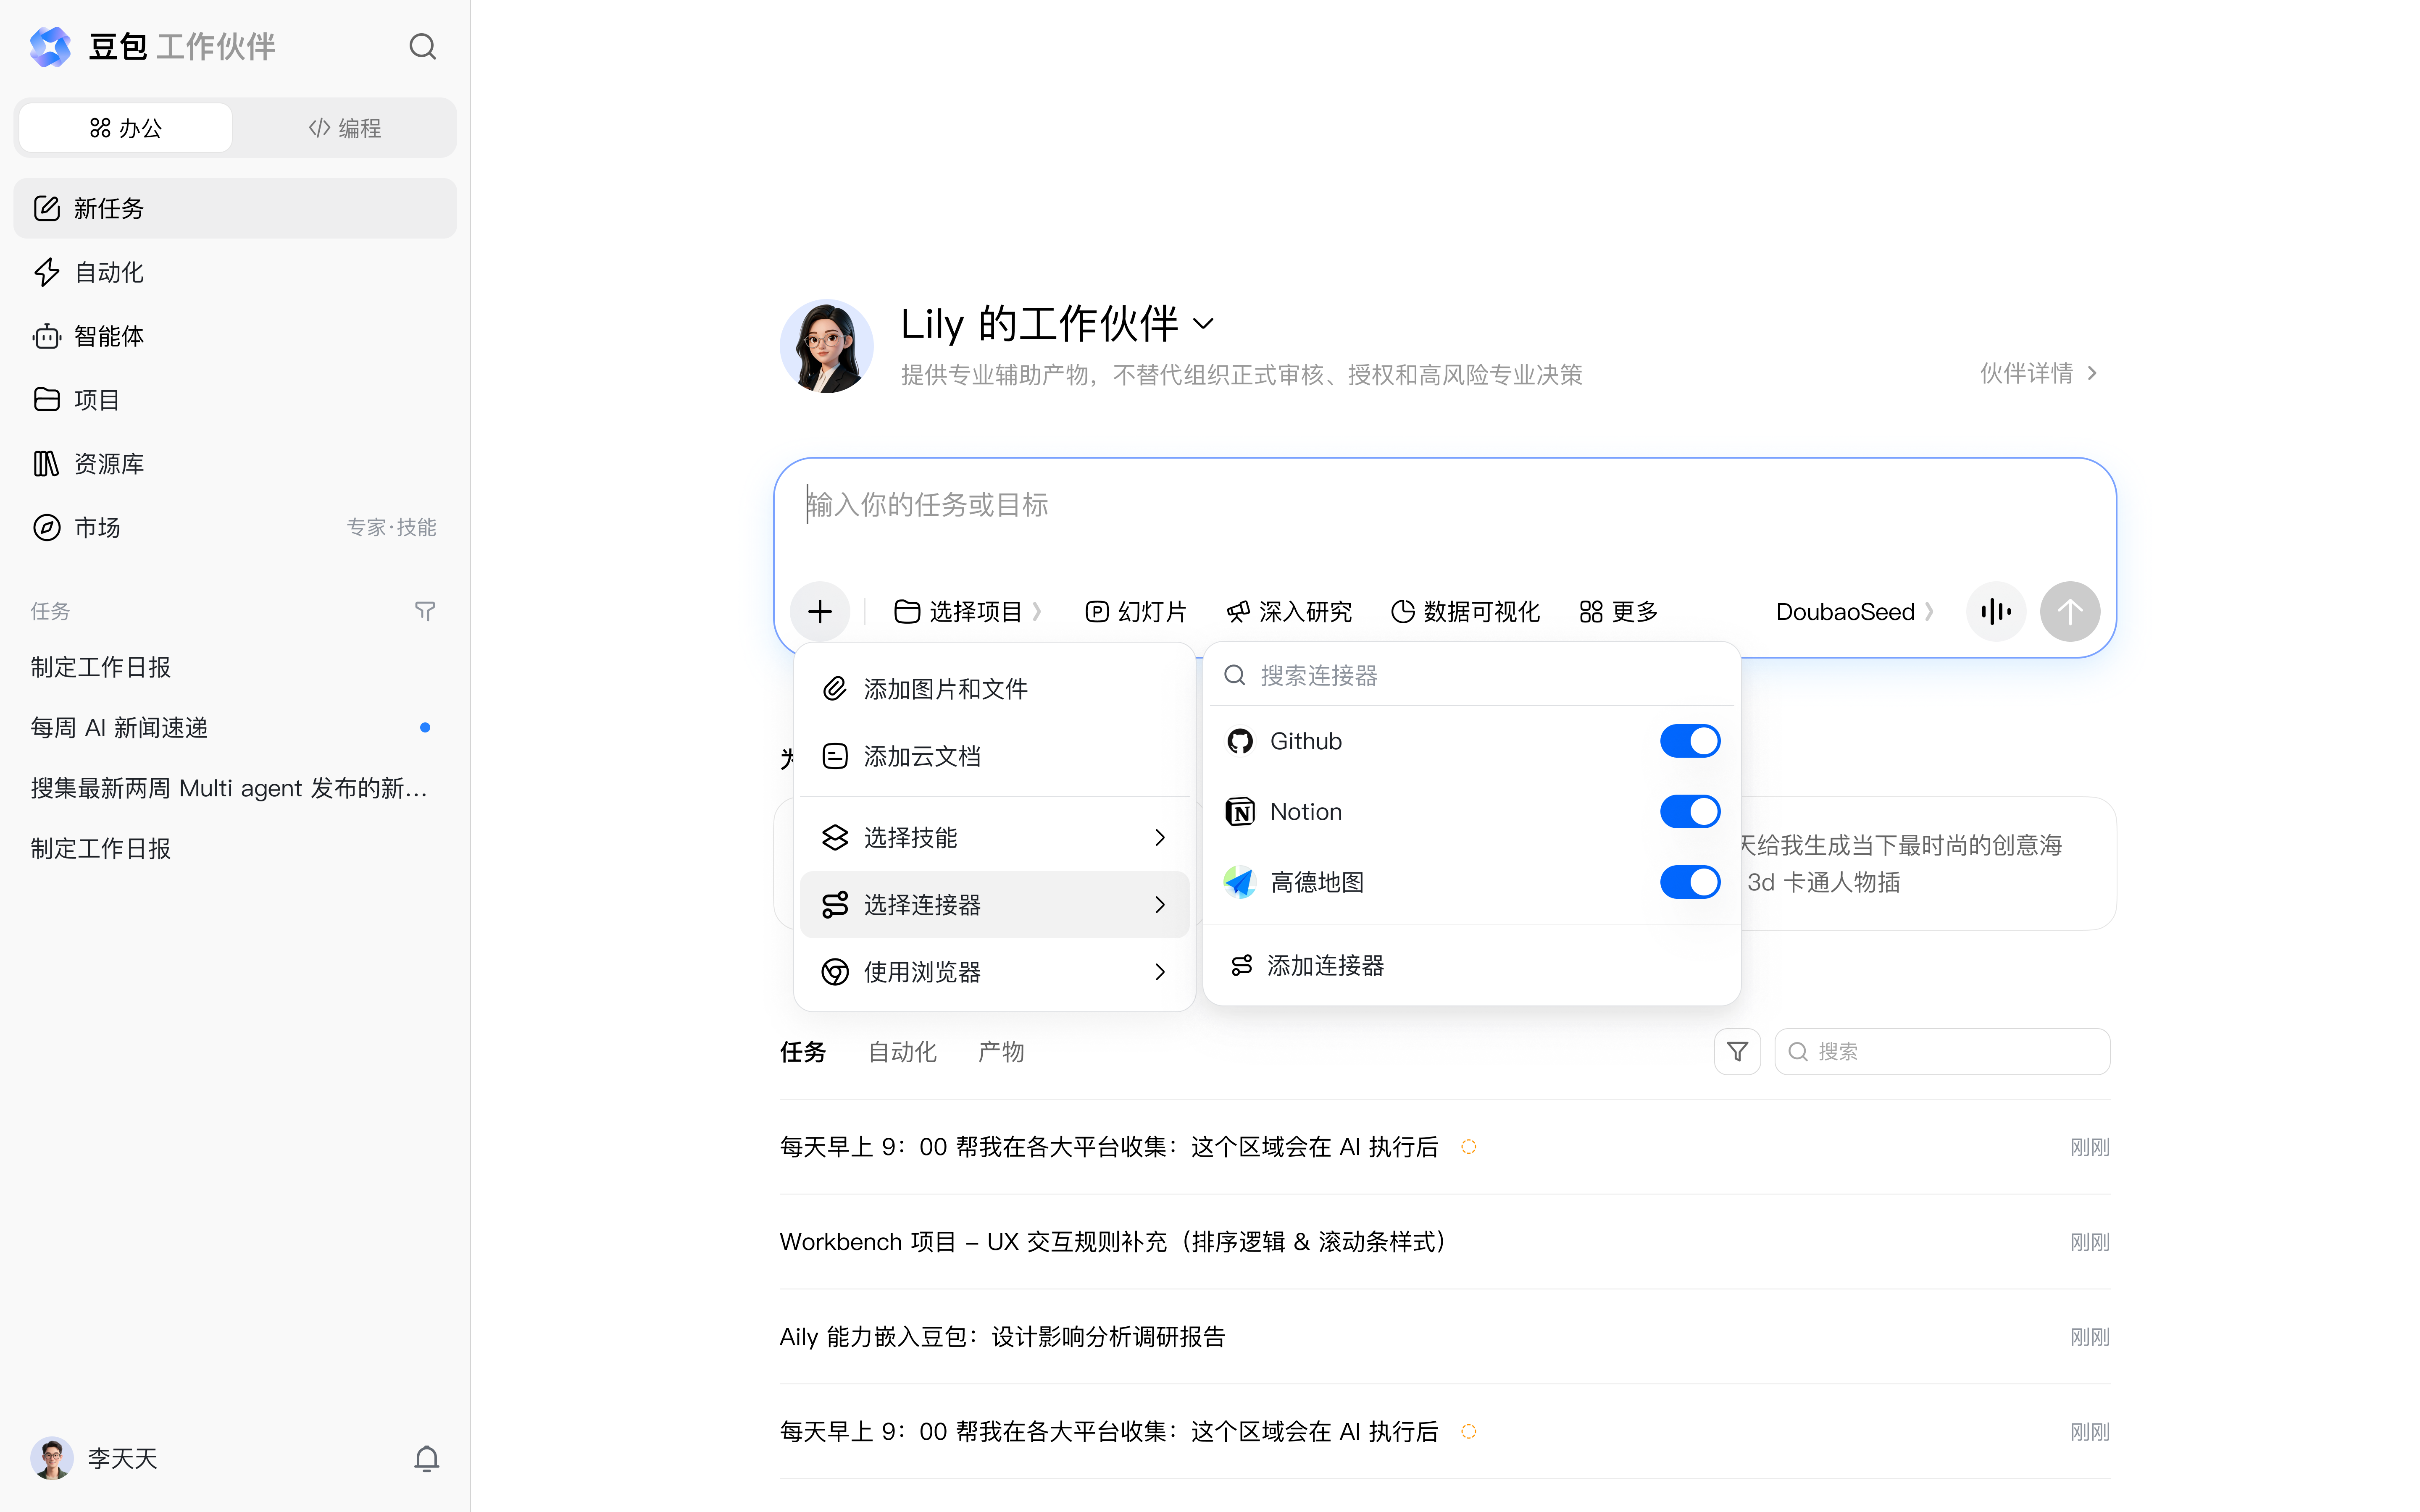 豆包 工作伙伴
办公
编程
新任务
自动化
智能体
项目
资源库
市场
专家·技能
任务
制定工作日报
每周 AI 新闻速递
搜集最新两周 Multi agent 发布的新...
制定工作日报
李天天
Lily 的工作伙伴
提供专业辅助产物，不替代组织正式审核、授权和高风险专业决策
伙伴详情
输入你的任务或目标
选择项目
幻灯片
深入研究
数据可视化
更多
DoubaoSeed
添加图片和文件
添加云文档
选择技能
选择连接器
使用浏览器
搜索连接器
Github
Notion
高德地图
添加连接器
给我生成当下最时尚的创意海
3d 卡通人物插
任务
自动化
产物
搜索
每天早上 9：00 帮我在各大平台收集：这个区域会在 AI 执行后
刚刚
Workbench 项目 – UX 交互规则补充（排序逻辑 & 滚动条样式）
刚刚
Aily 能力嵌入豆包：设计影响分析调研报告
刚刚
每天早上 9：00 帮我在各大平台收集：这个区域会在 AI 执行后
刚刚